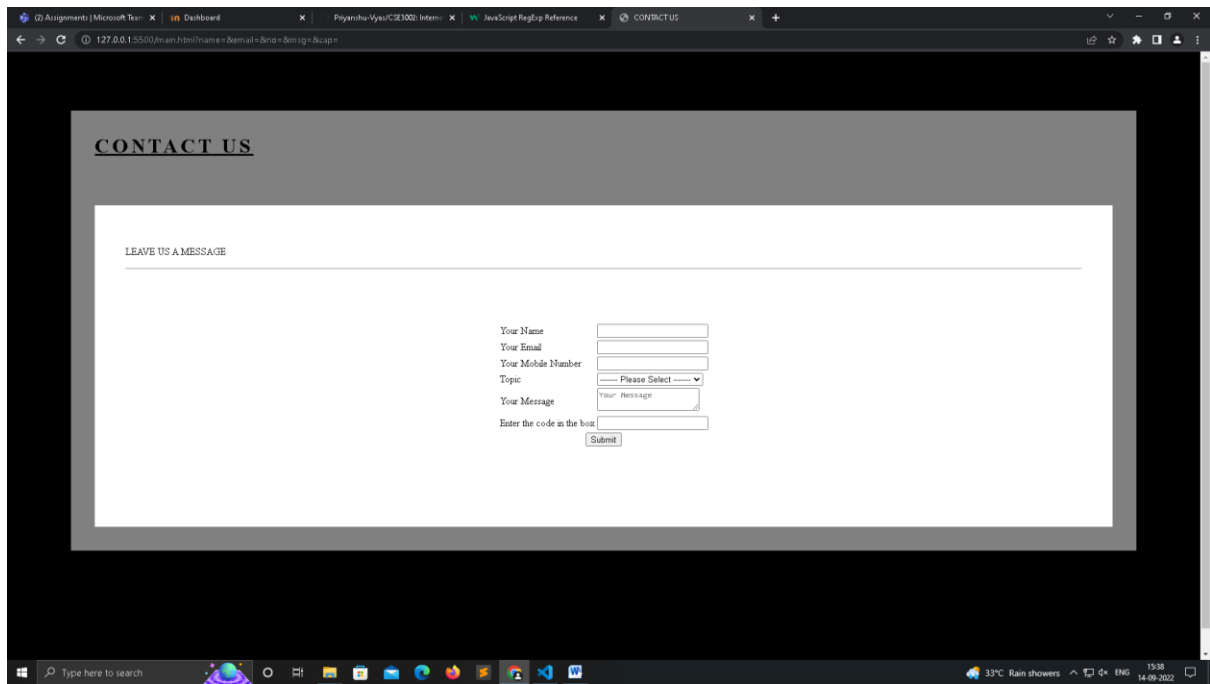 (2) Assignments | Microsoft Tear
Dashboard
Priyanshu-Vyas/CSE3002: Interne
JavaScript RegExp Reference
CONTACT US
127.0.0.1:5500/main.html?name=&email=&no=&msg=&cap=
CONTACT US
LEAVE US A MESSAGE
Your Name
Your Email
Your Mobile Number
Topic ------- Please Select -------
Your Message Your Message
Enter the code in the box
Submit
Type here to search
33°C Rain showers
ENG
15:38
14-09-2022